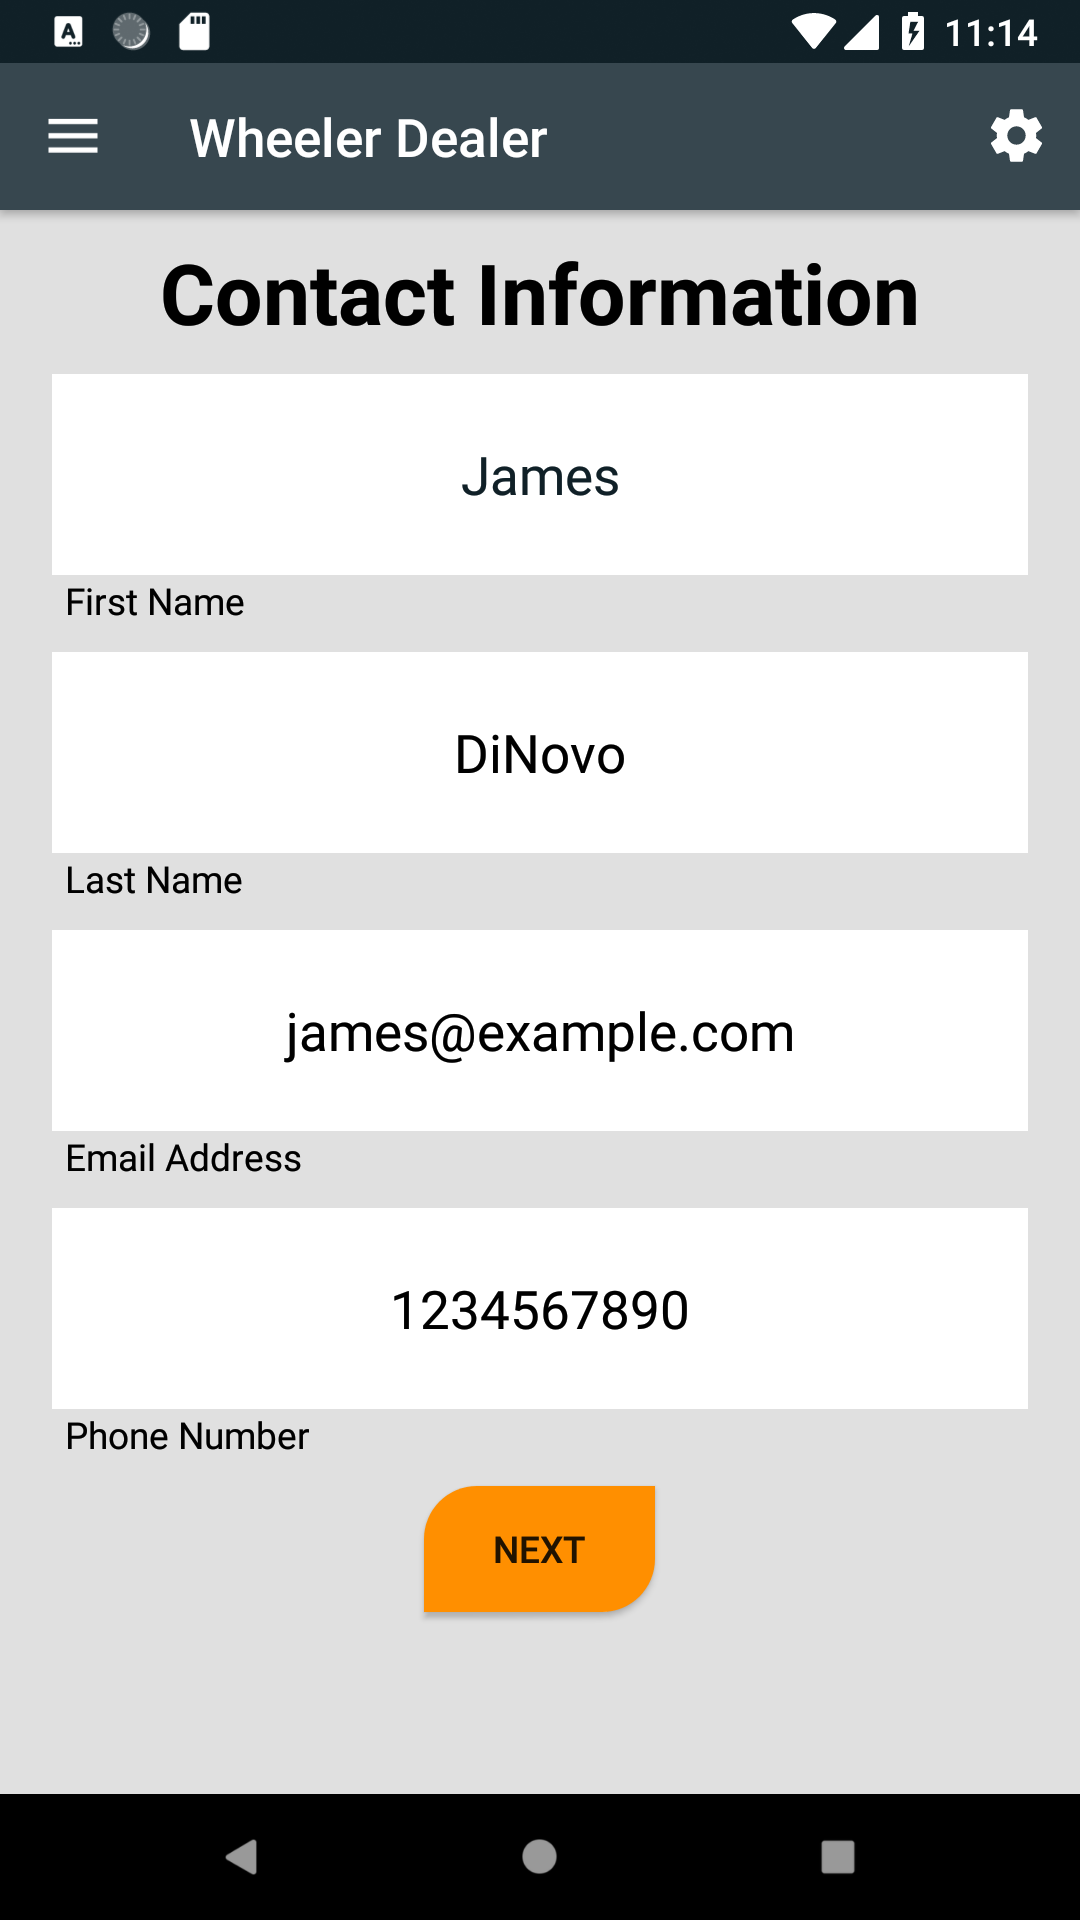 11:14
Wheeler Dealer
Contact Information
James
First Name
DiNovo
Last Name
james@example.com
Email Address
1234567890
Phone Number
NEXT